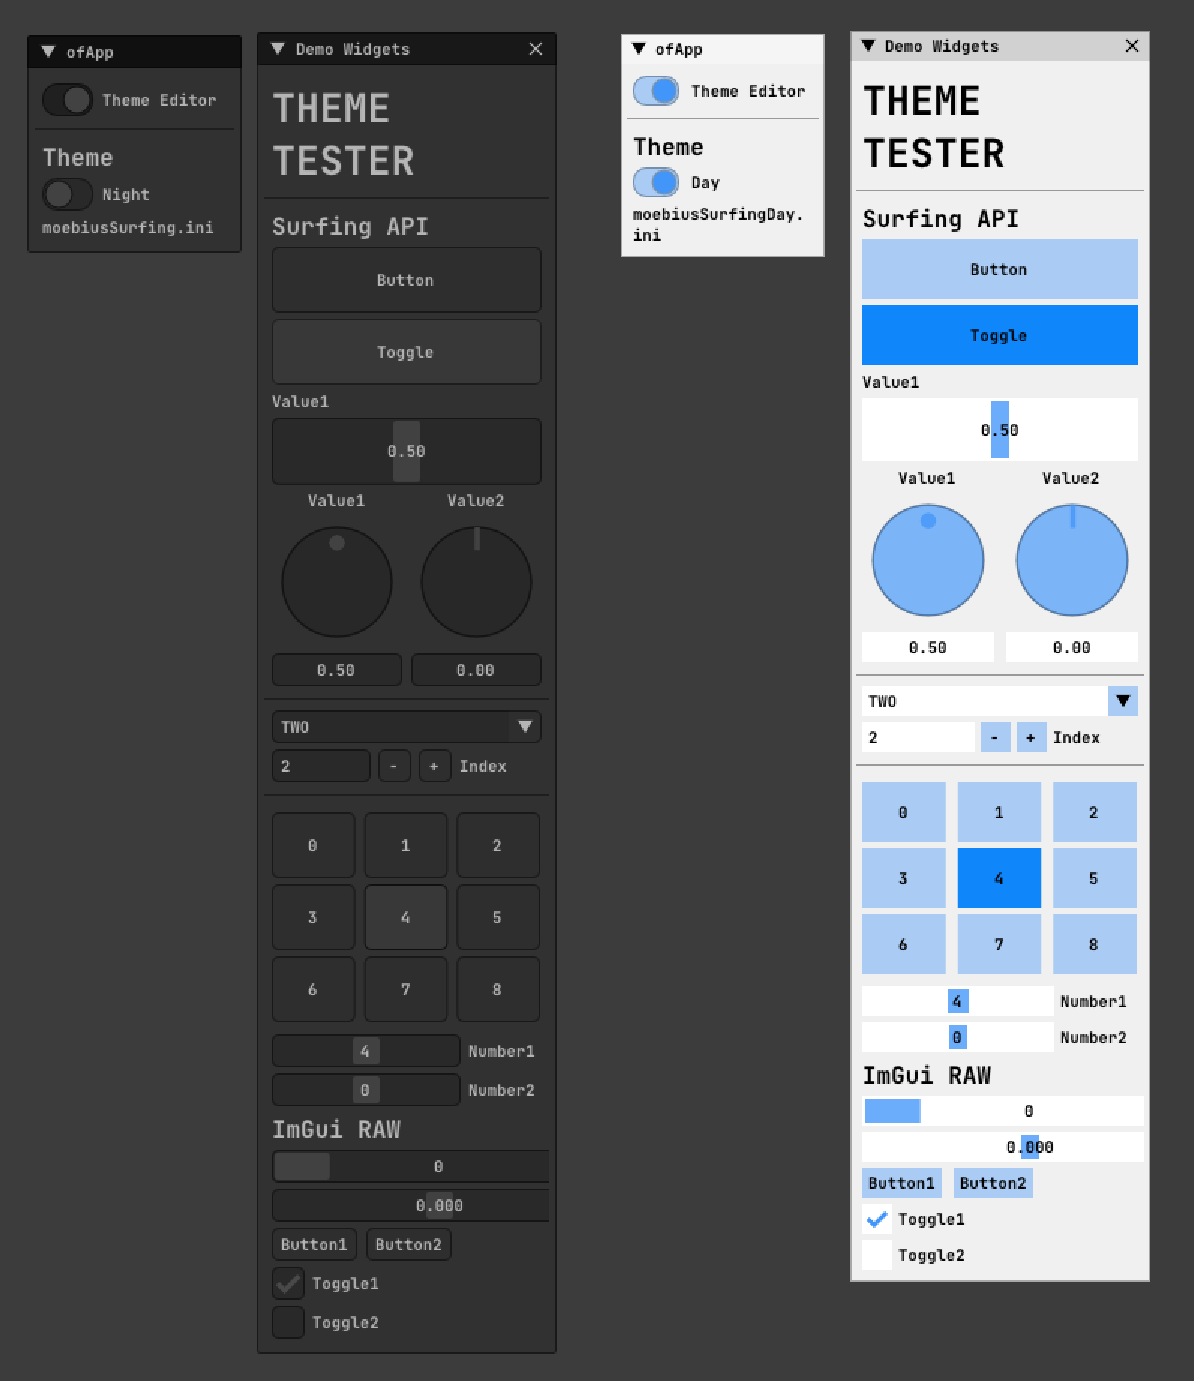 ofApp
Theme Editor
Theme
Night
moebiusSurfing.ini
Demo Widgets
THEME
TESTER
Surfing API
Button
Toggle
Value1
0.50
Value1 Value2
0.50 0.00
TWO
2 - + Index
0 1 2
3 4 5
6 7 8
4 Number1
0 Number2
ImGui RAW
0
0.000
Button1 Button2
Toggle1
Toggle2
ofApp
Theme Editor
Theme
Day
moebiusSurfingDay.
ini
Demo Widgets
THEME
TESTER
Surfing API
Button
Toggle
Value1
0.50
Value1 Value2
0.50 0.00
TWO
2 - + Index
0 1 2
3 4 5
6 7 8
4 Number1
0 Number2
ImGui RAW
0
0.000
Button1 Button2
Toggle1
Toggle2